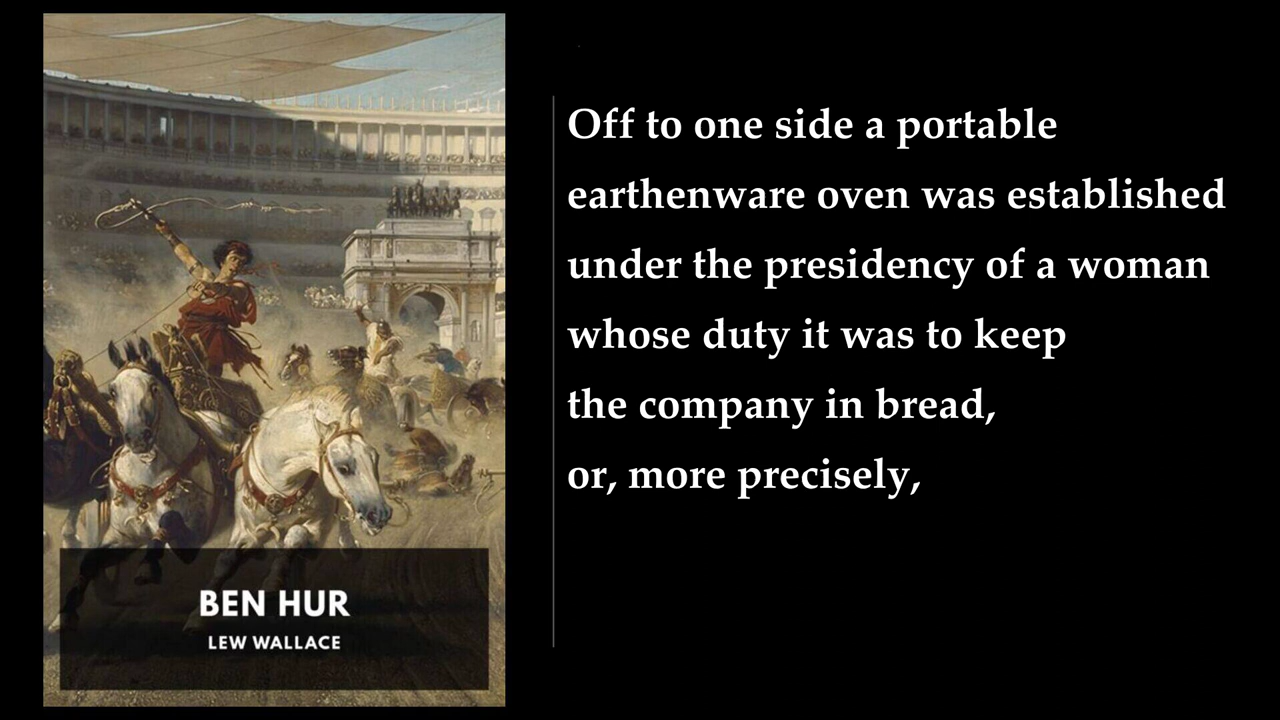 BEN HUR
LEW WALLACE
Off to one side a portable
earthenware oven was established
under the presidency of a woman
whose duty it was to keep
the company in bread,
or, more precisely,